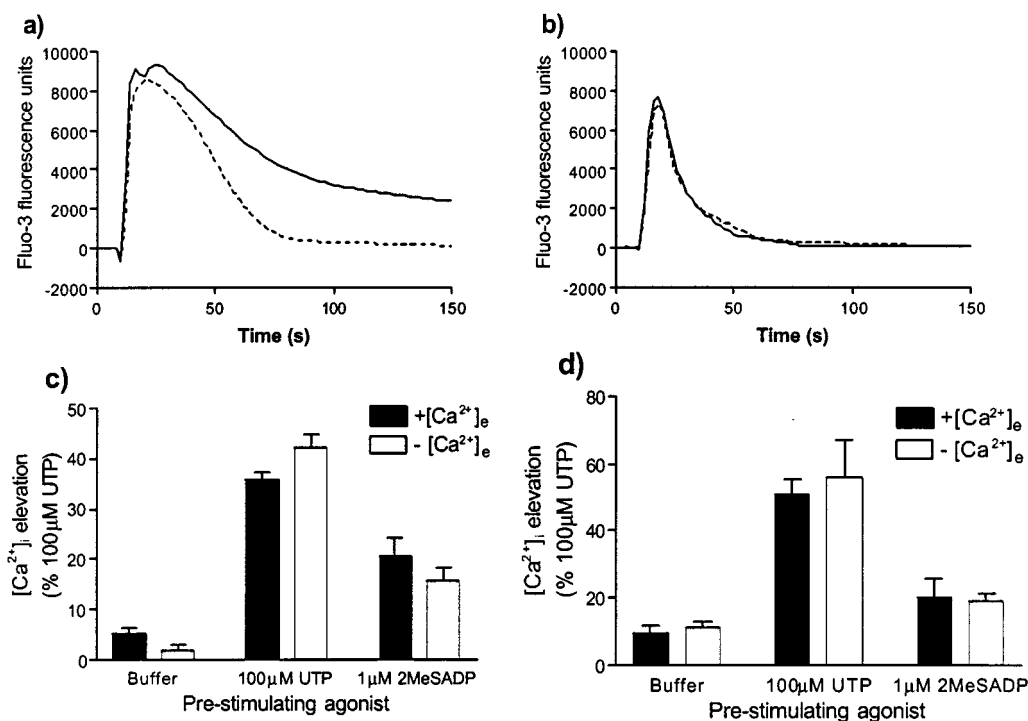 a)
Fluo-3 fluorescence units
10000
8000
6000
4000
2000
0
-2000
0
50
100
150
Time (s)
b)
Fluo-3 fluorescence units
10000
8000
6000
4000
2000
0
-2000
0
50
100
150
Time (s)
c)
[Ca²⁺]ᵢ elevation
(% 100µM UTP)
50
40
30
20
10
0
+[Ca²⁺]ₑ
- [Ca²⁺]ₑ
Buffer
100µM UTP
1µM 2MeSADP
Pre-stimulating agonist
d)
[Ca²⁺]ᵢ elevation
(% 100µM UTP)
80
60
40
20
0
+[Ca²⁺]ₑ
- [Ca²⁺]ₑ
Buffer
100µM UTP
1µM 2MeSADP
Pre-stimulating agonist